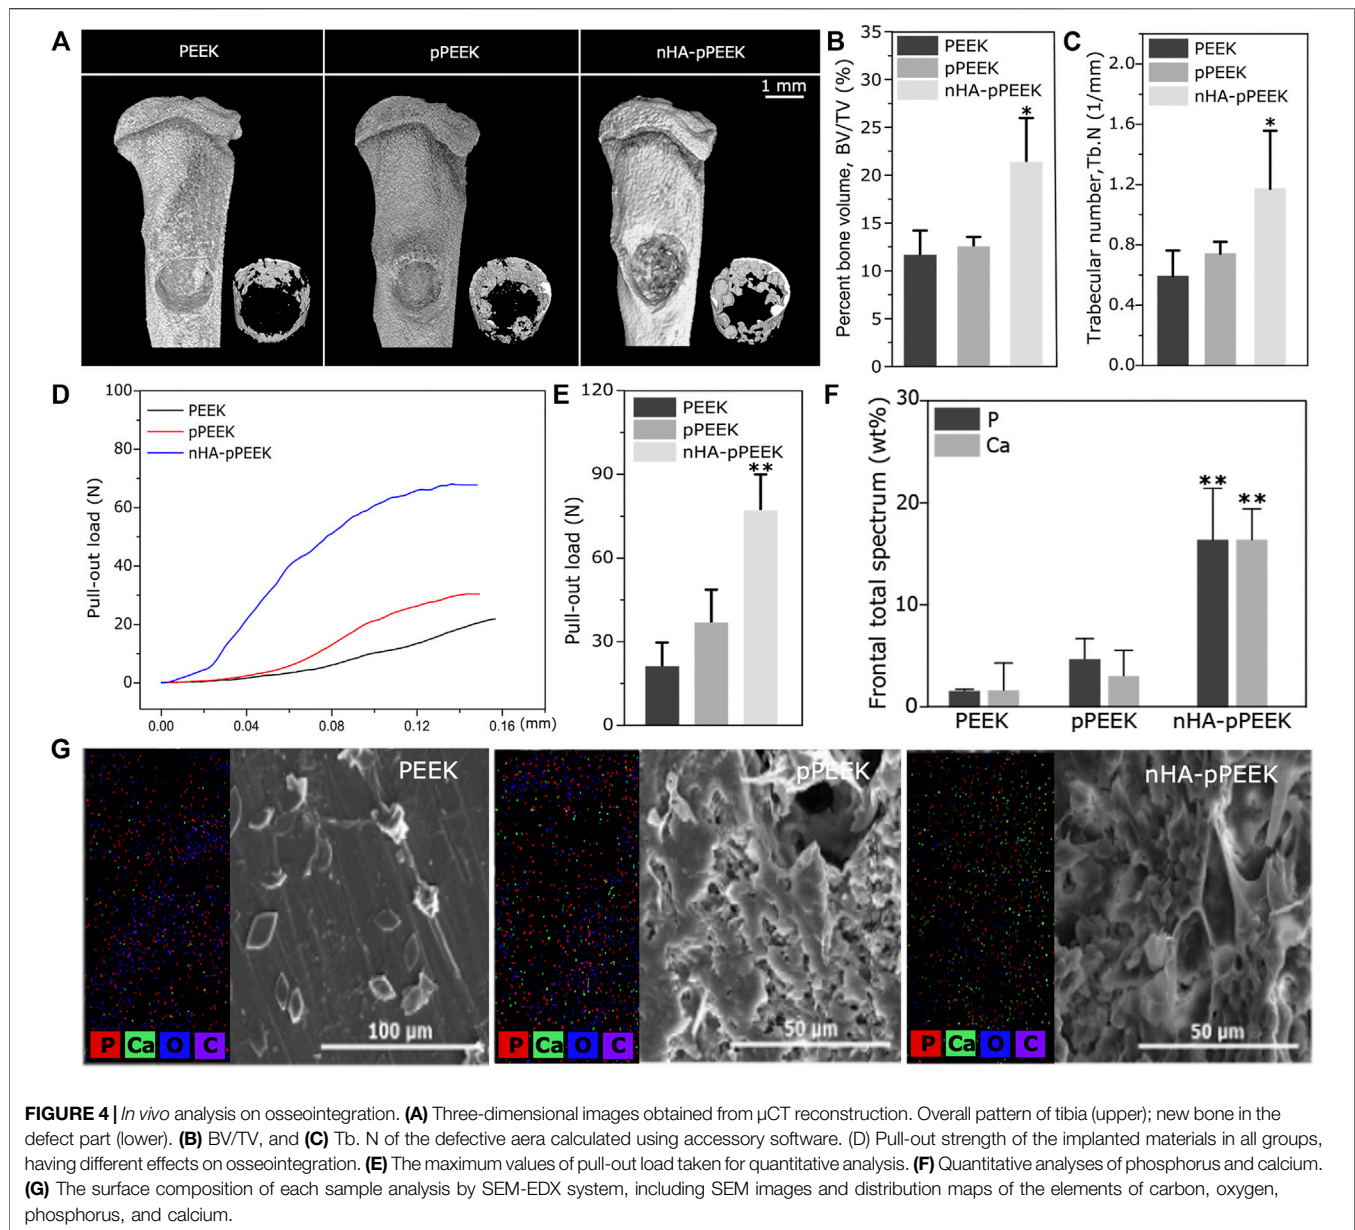 A
PEEK
pPEEK
nHA-pPEEK
1 mm
B
Percent bone volume, BV/TV (%)
35
30
25
20
15
10
5
0
PEEK
pPEEK
nHA-pPEEK
*
C
Trabecular number,Tb.N (1/mm)
2.0
1.6
1.2
0.8
0.4
0.0
PEEK
pPEEK
nHA-pPEEK
*
D
Pull-out load (N)
100
80
60
40
20
0
PEEK
pPEEK
nHA-pPEEK
0.00
0.04
0.08
0.12
0.16 (mm)
E
Pull-out load (N)
120
90
60
30
0
PEEK
pPEEK
nHA-pPEEK
**
F
Frontal total spectrum (wt%)
30
20
10
0
P
Ca
**
**
PEEK
pPEEK
nHA-pPEEK
G
PEEK
P Ca O C
100 µm
pPEEK
P Ca O C
50 µm
nHA-pPEEK
P Ca O C
50 µm
FIGURE 4 | In vivo analysis on osseointegration. (A) Three-dimensional images obtained from µCT reconstruction. Overall pattern of tibia (upper); new bone in the
defect part (lower). (B) BV/TV, and (C) Tb. N of the defective aera calculated using accessory software. (D) Pull-out strength of the implanted materials in all groups,
having different effects on osseointegration. (E) The maximum values of pull-out load taken for quantitative analysis. (F) Quantitative analyses of phosphorus and calcium.
(G) The surface composition of each sample analysis by SEM-EDX system, including SEM images and distribution maps of the elements of carbon, oxygen,
phosphorus, and calcium.